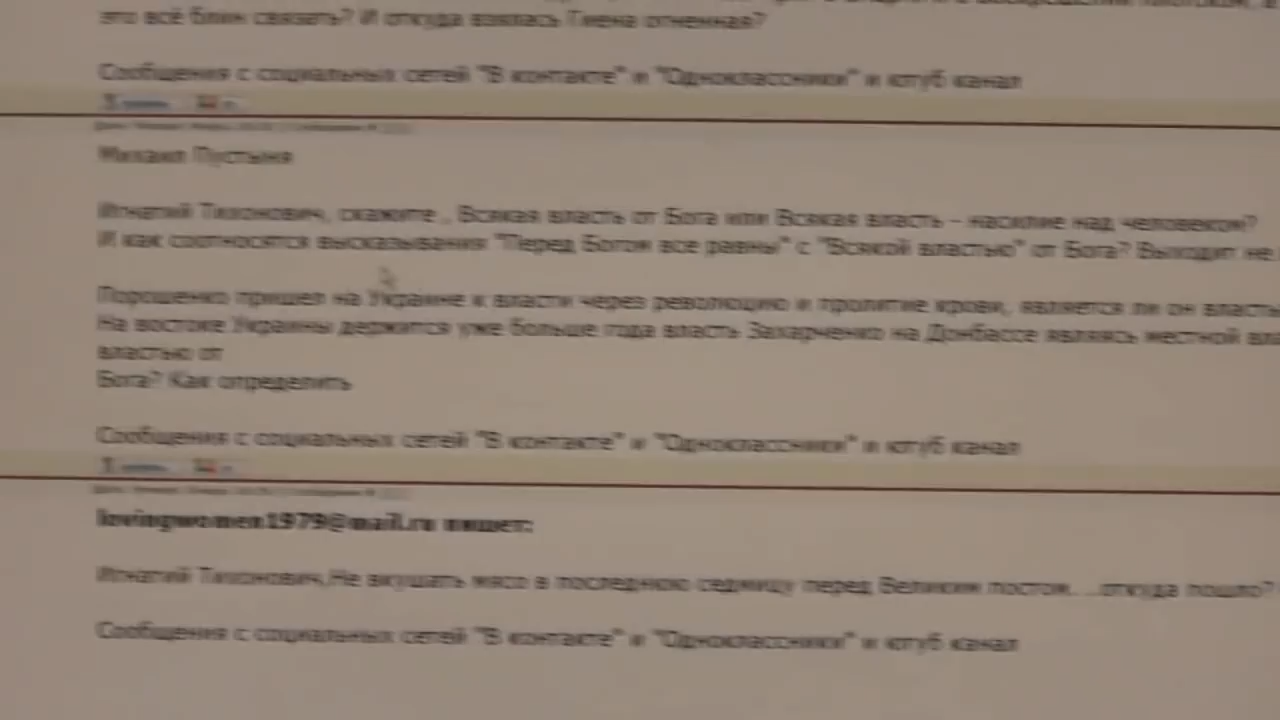 это всё блин связать? И откуда взялась Гиена огненная?
Сообщения с социальных сетей "В контакте" и "Одноклассники" и ютуб канал
Михаил Пустыня
Игнатий Тихонович, скажите , Всякая власть от Бога или Всякая власть - насилие над человеком?
И как соотносятся высказывания "Перед Богом все равны" с "Всякой властью" от Бога? Выходит не
Порошенко пришел на Украине к власти через революцию и пролитие крови, является ли он власть
На востоке Украины держится уже больше года власть Захарченко на Донбассе являясь местной вла
властью от
Бога? Как определить
Сообщения с социальных сетей "В контакте" и "Одноклассники" и ютуб канал
lovingwomen1979@mail.ru пишет:
Игнатий Тихонович,Не вкушать мясо в последнюю седмицу перед Великим постом. ..откуда пошло?
Сообщения с социальных сетей "В контакте" и "Одноклассники" и ютуб канал